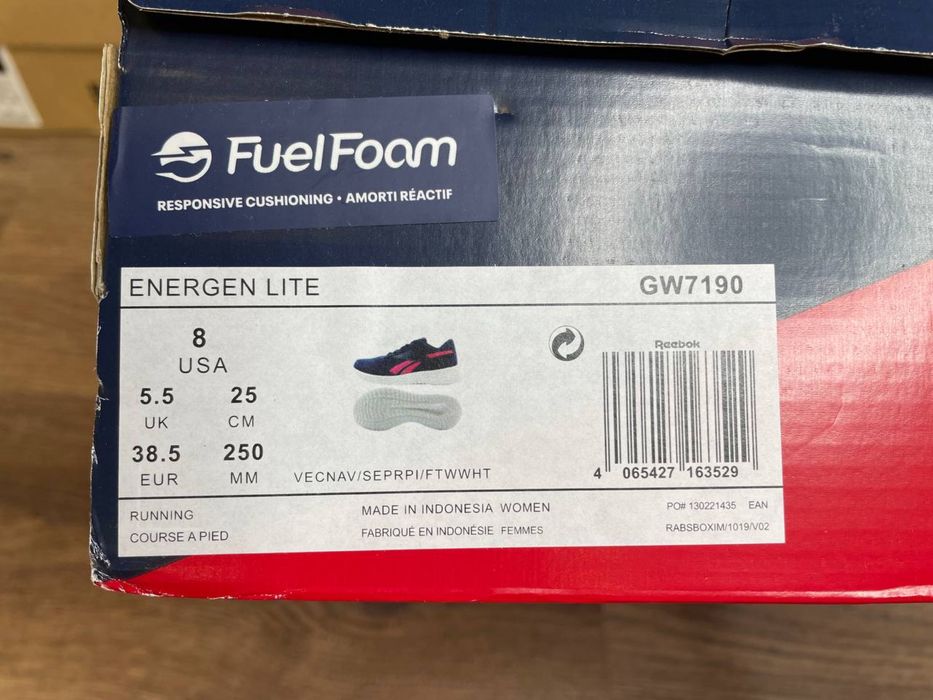 FuelFoam
RESPONSIVE CUSHIONING • AMORTI RÉACTIF
ENERGEN LITE GW7190
8
USA
5.5 25
UK CM
38.5 250
EUR MM
VECNAV/SEPRPI/FTWWHT
Reebok
4 065427 163529
RUNNING
COURSE A PIED
MADE IN INDONESIA WOMEN
FABRIQUÉ EN INDONÉSIE FEMMES
PO# 130221435 EAN
RABSBOXIM/1019/V02